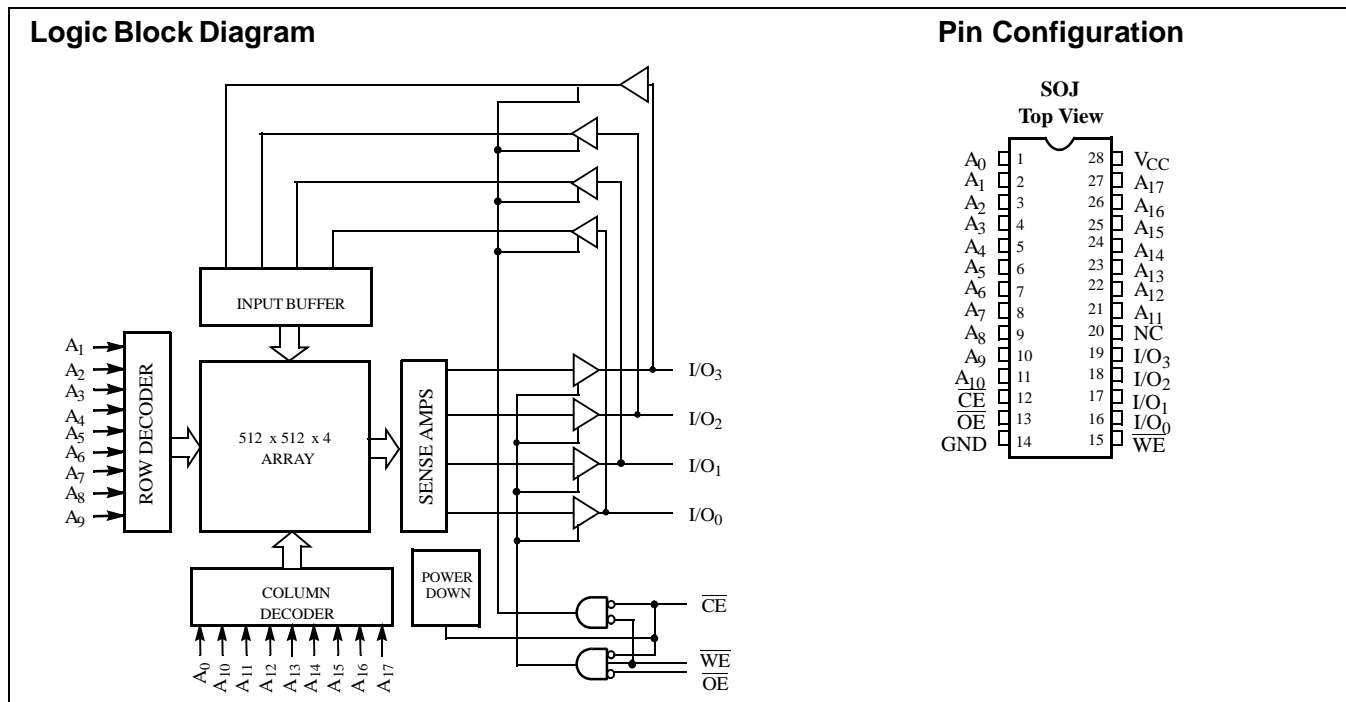 Logic Block Diagram
INPUT BUFFER
A1
A2
A3
A4
A5
A6
A7
A8
A9
ROW DECODER
512 x 512 x 4
ARRAY
SENSE AMPS
I/O3
I/O2
I/O1
I/O0
COLUMN
DECODER
POWER
DOWN
A0
A10
A11
A12
A13
A14
A15
A16
A17
CE
WE
OE
Pin Configuration
SOJ
Top View
A0 1 28 VCC
A1 2 27 A17
A2 3 26 A16
A3 4 25 A15
A4 5 24 A14
A5 6 23 A13
A6 7 22 A12
A7 8 21 A11
A8 9 20 NC
A9 10 19 I/O3
A10 11 18 I/O2
CE 12 17 I/O1
OE 13 16 I/O0
GND 14 15 WE